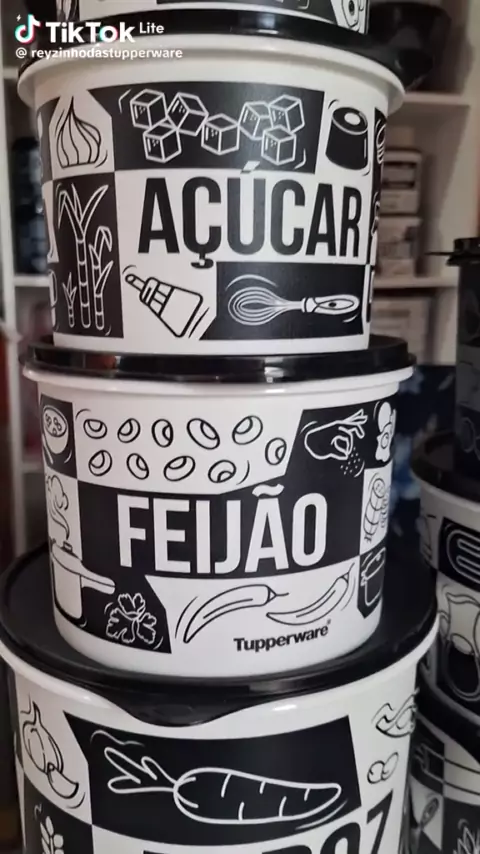 TikTok Lite
@ reyzinhodastupperware
AÇÚCAR
FEIJÃO
Tupperware®